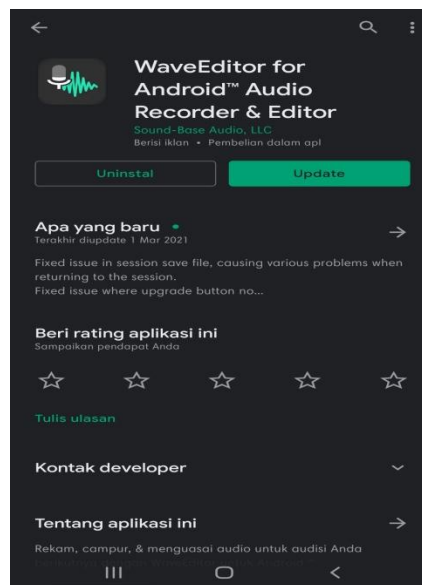 WaveEditor for
Android™ Audio
Recorder & Editor
Sound-Base Audio, LLC
Berisi iklan • Pembelian dalam apl
Uninstal
Update
Apa yang baru •
Terakhir diupdate 1 Mar 2021
Fixed issue in session save file, causing various problems when
returning to the session.
Fixed issue where upgrade button no...
Beri rating aplikasi ini
Sampaikan pendapat Anda
Tulis ulasan
Kontak developer
Tentang aplikasi ini
Rekam, campur, & menguasai audio untuk audisi Anda